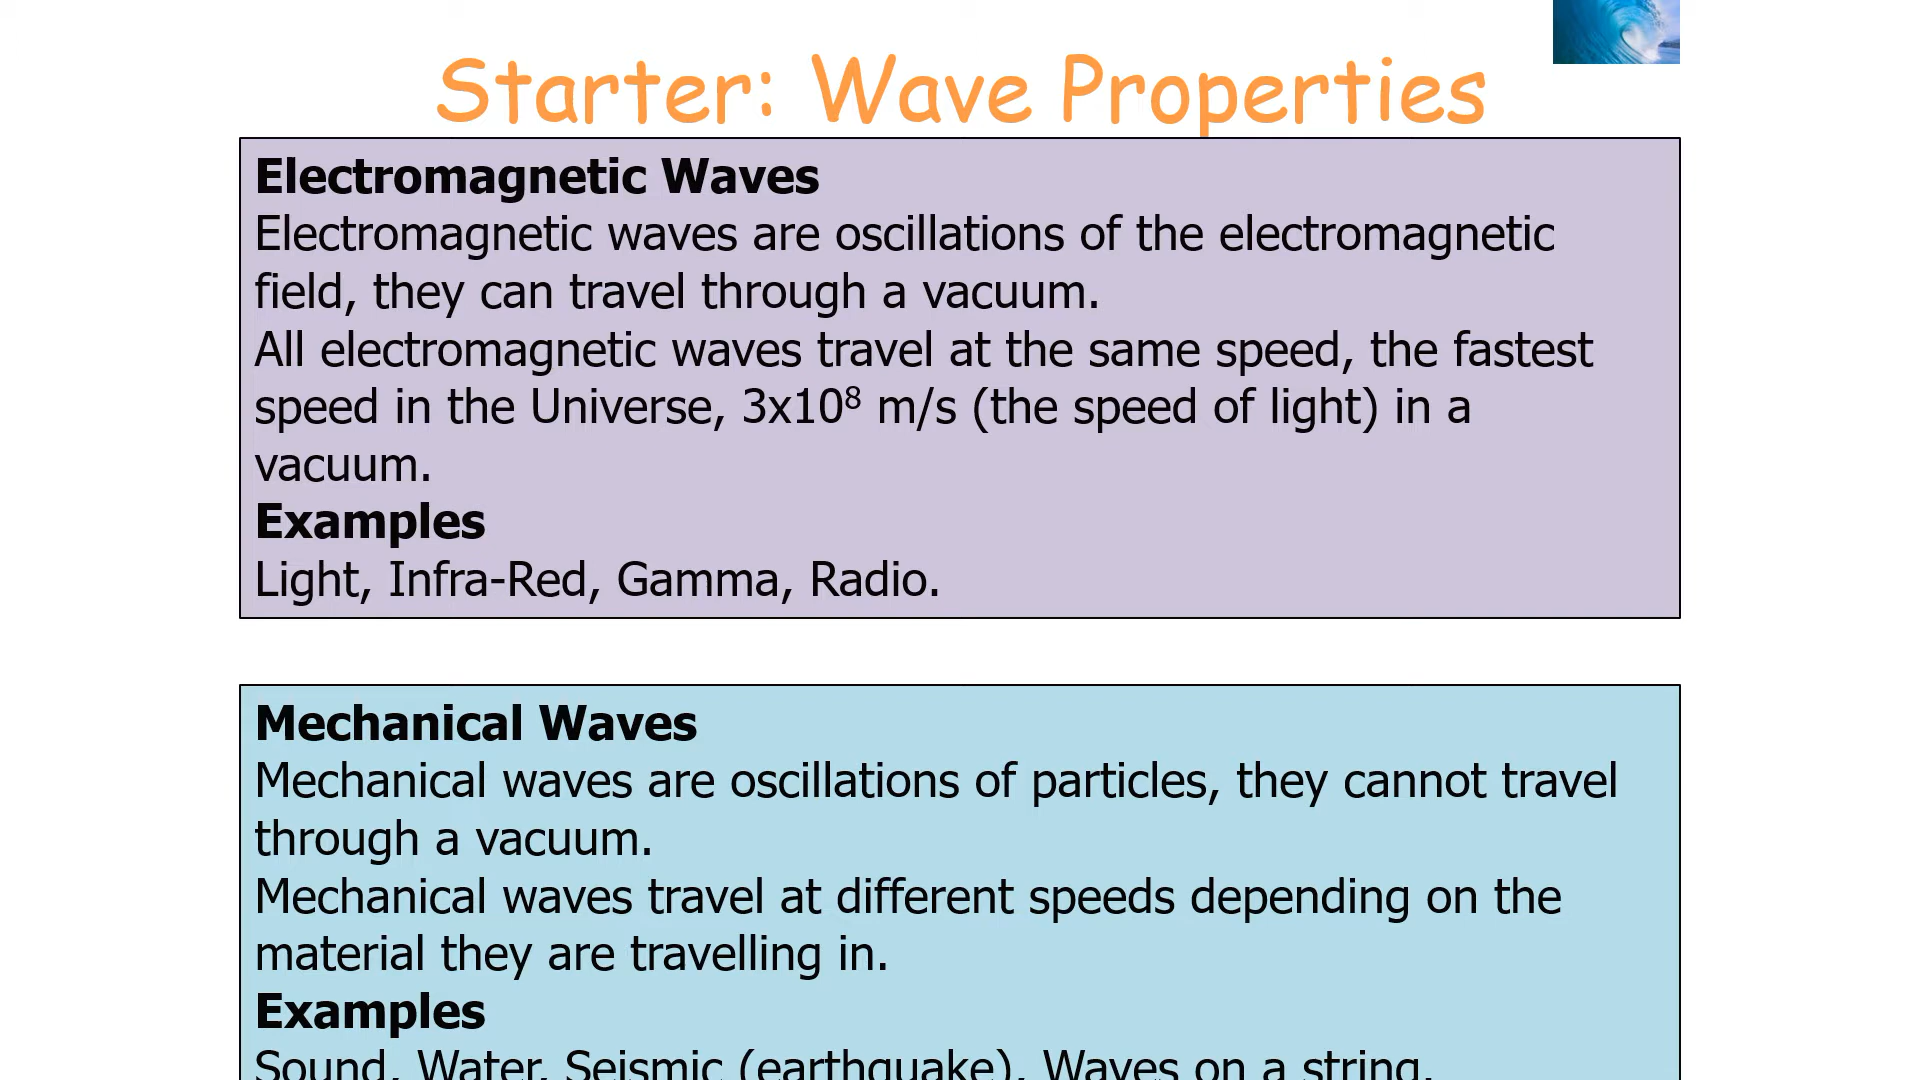 Starter: Wave Properties
Electromagnetic Waves
Electromagnetic waves are oscillations of the electromagnetic
field, they can travel through a vacuum.
All electromagnetic waves travel at the same speed, the fastest
speed in the Universe, 3x10⁸ m/s (the speed of light) in a
vacuum.
Examples
Light, Infra-Red, Gamma, Radio.
Mechanical Waves
Mechanical waves are oscillations of particles, they cannot travel
through a vacuum.
Mechanical waves travel at different speeds depending on the
material they are travelling in.
Examples
Sound, Water, Seismic (earthquake), Waves on a string.